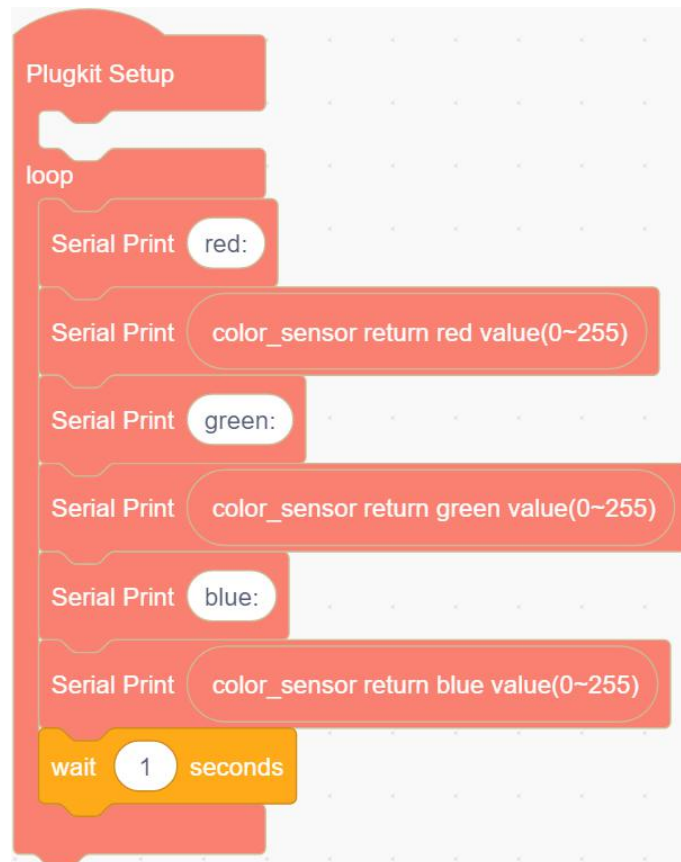 Plugkit Setup
loop
Serial Print red:
Serial Print color_sensor return red value(0~255)
Serial Print green:
Serial Print color_sensor return green value(0~255)
Serial Print blue:
Serial Print color_sensor return blue value(0~255)
wait 1 seconds